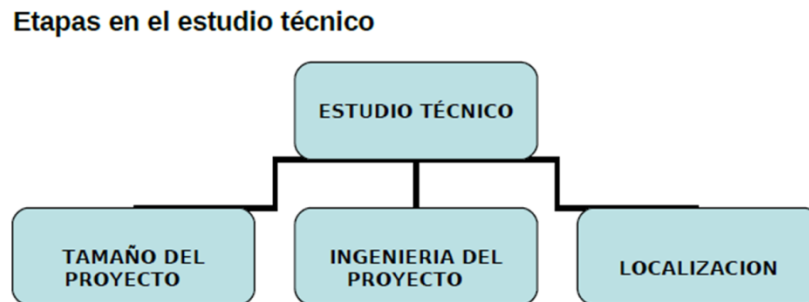 Etapas en el estudio técnico
ESTUDIO TÉCNICO
TAMAÑO DEL
PROYECTO
INGENIERIA DEL
PROYECTO
LOCALIZACION